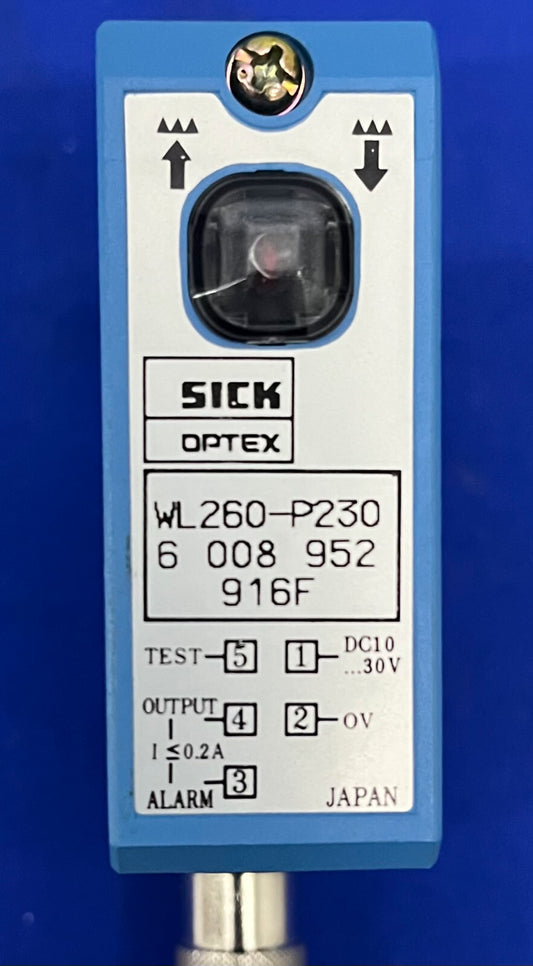 SICK
OPTEX
WL260-P230
6 008 952
916F
TEST 5 1 DC10
...30V
OUTPUT 4 2 OV
I ≤0.2A
ALARM 3 JAPAN